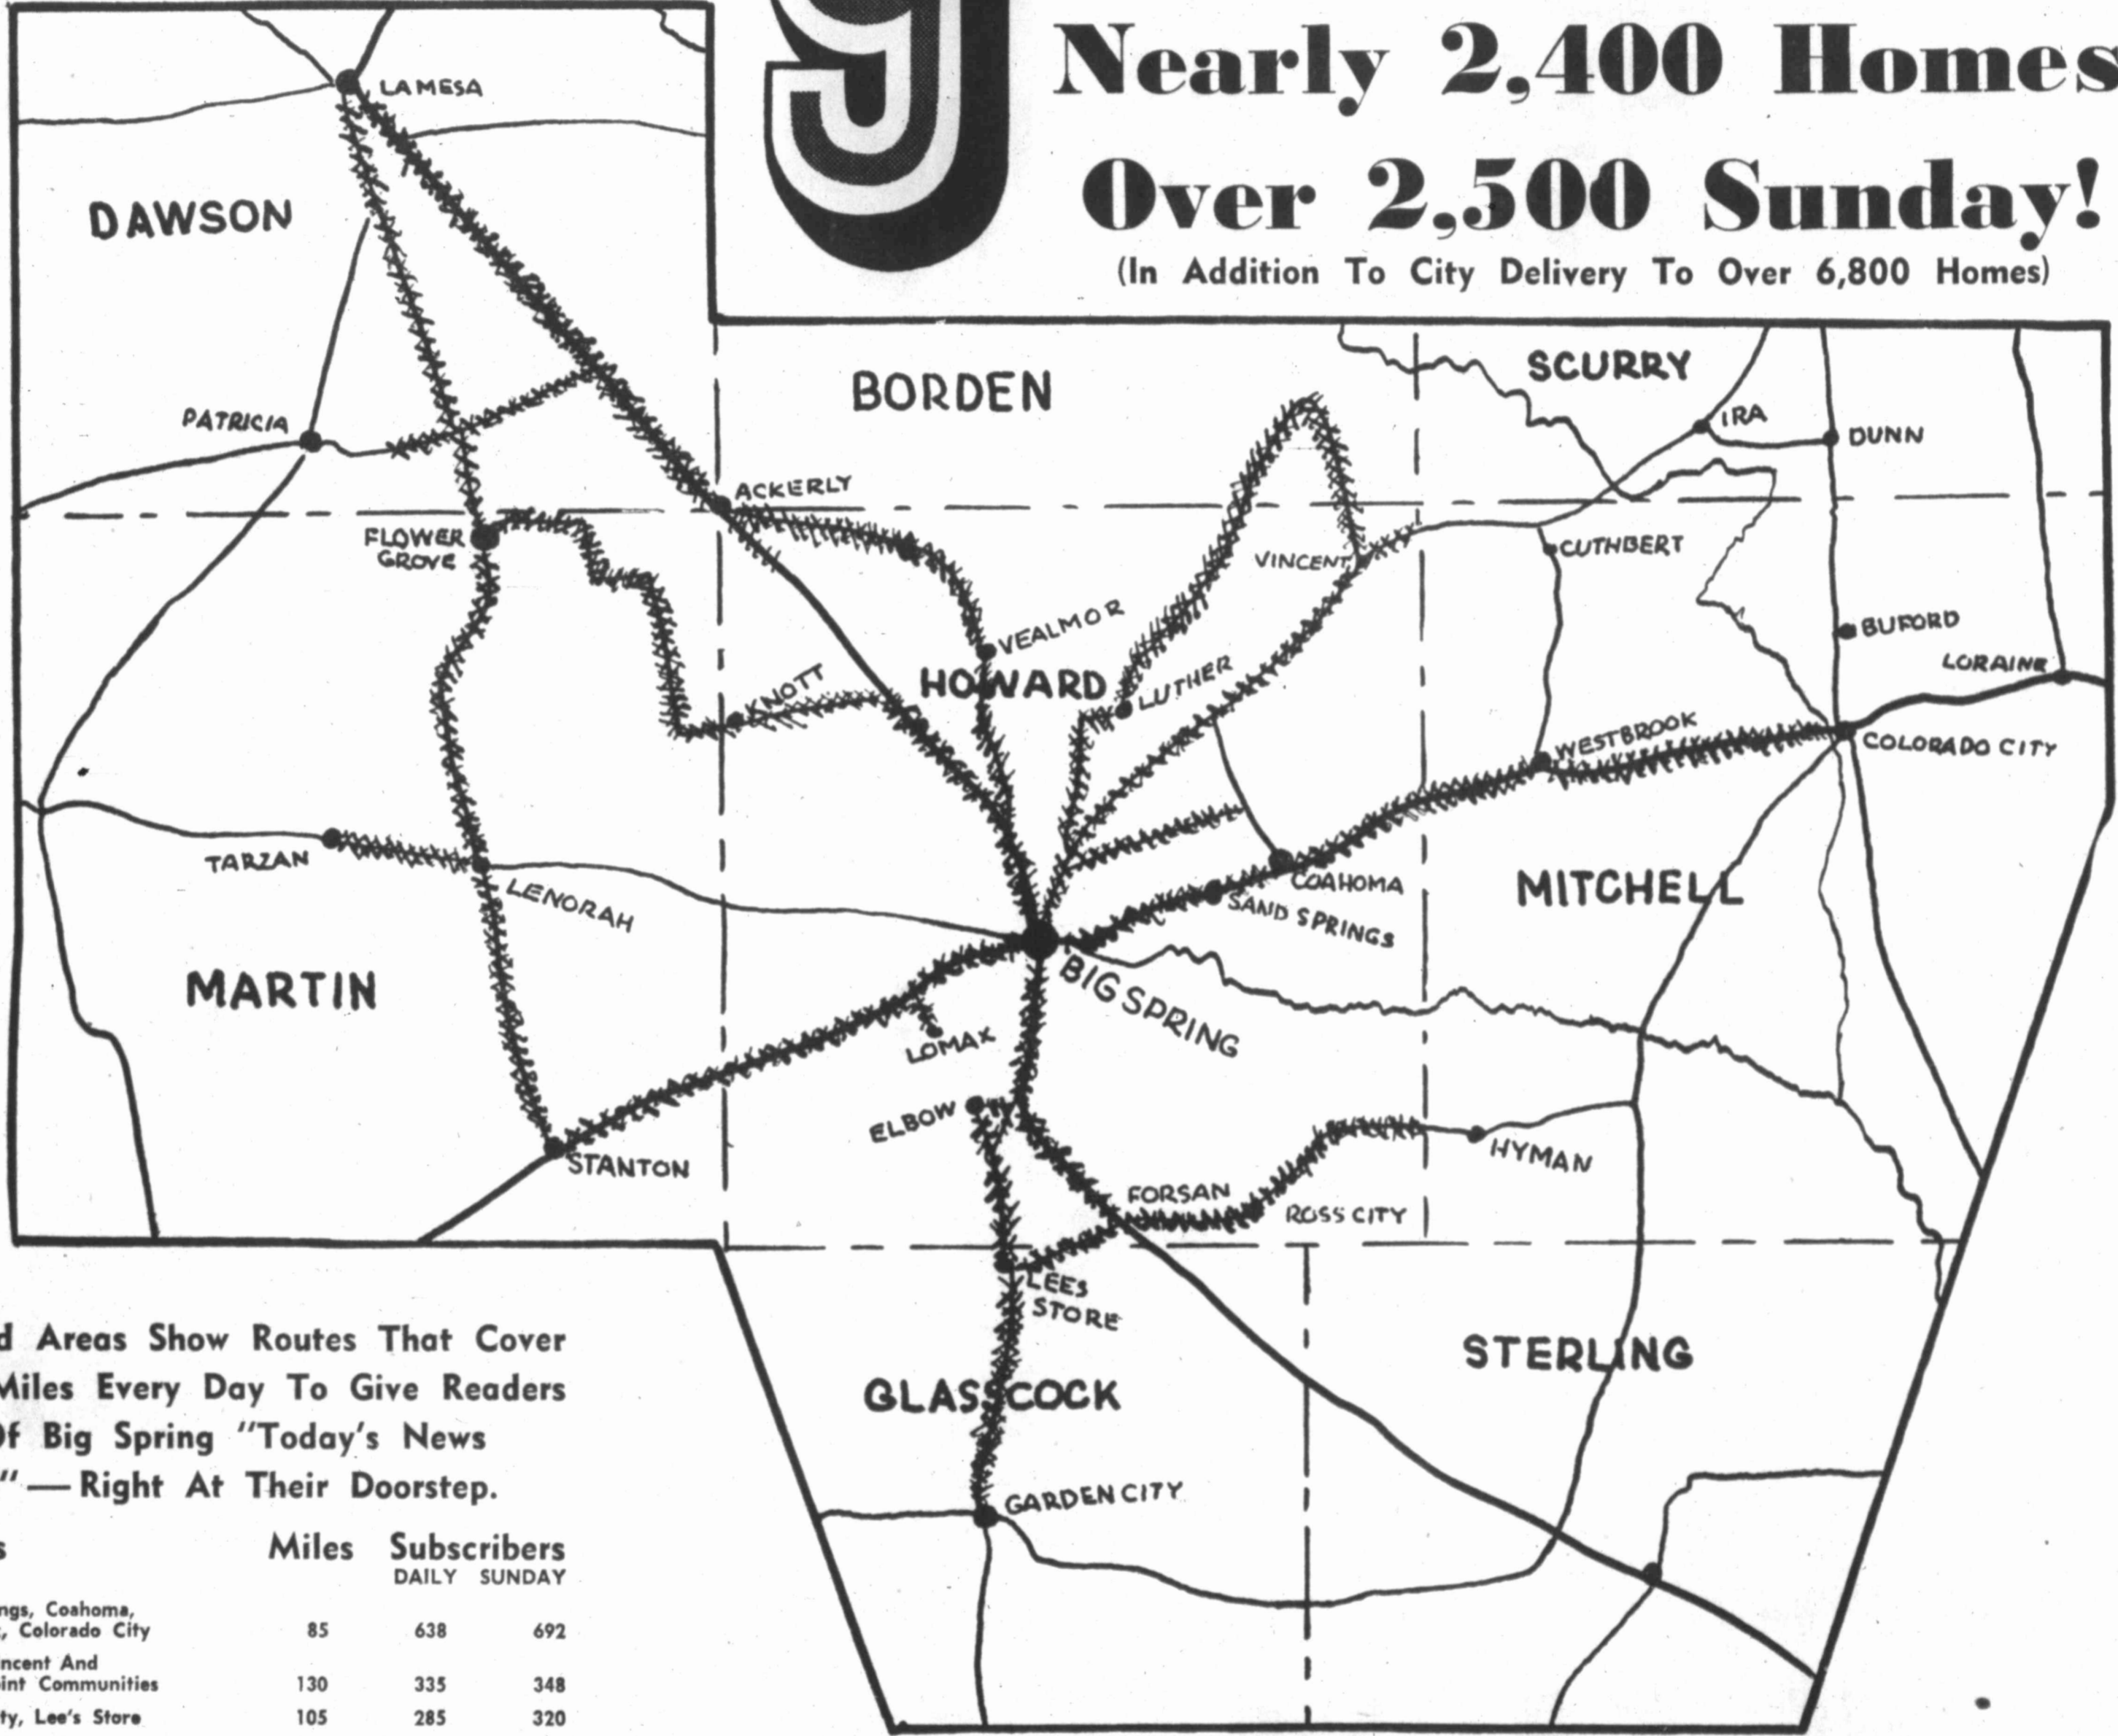 g
Nearly 2,400 Homes
Over 2,500 Sunday!
(In Addition To City Delivery To Over 6,800 Homes)
LAMESA
DAWSON
BORDEN
SCURRY
PATRICIA
IRA
DUNN
ACKERLY
FLOWER
GROVE
VINCENT
CUTHBERT
VEALMOR
BUFORD
HOWARD
LUTHER
LORAINE
KNOTT
WESTBROOK
COLORADO CITY
TARZAN
LENORAH
COAHOMA
SAND SPRINGS
MITCHELL
MARTIN
BIG SPRING
LOMAX
ELBOW
HYMAN
STANTON
FORSAN
ROSS CITY
LEES
STORE
STERLING
GLASSCOCK
GARDEN CITY
d Areas Show Routes That Cover
Miles Every Day To Give Readers
Of Big Spring "Today's News
" — Right At Their Doorstep.
s Miles Subscribers
DAILY SUNDAY
ngs, Coahoma,
, Colorado City 85 638 692
incent And
int Communities 130 335 348
ty, Lee's Store 105 285 320